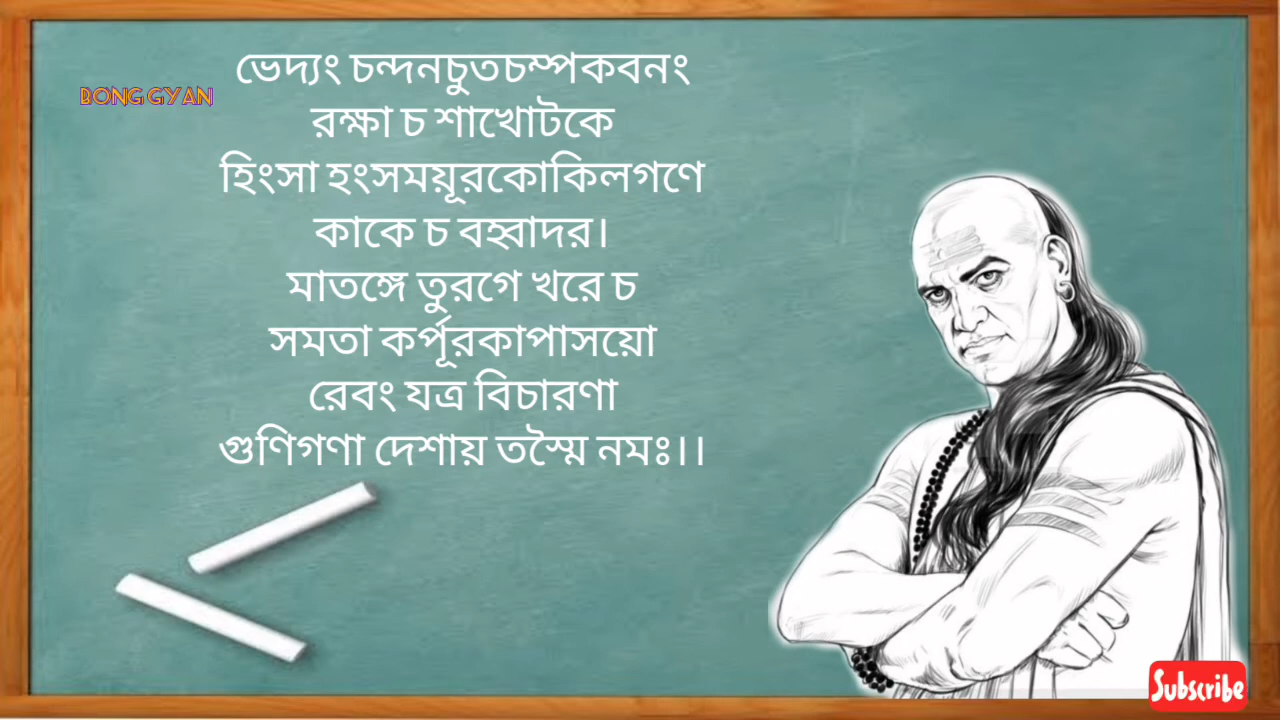 BONG GYAN
ভেদ্যং চন্দনচুতচম্পকবনং
রক্ষা চ শাখোটকে
হিংসা হংসময়ূরকোকিলগণে
কাকে চ বহ্বাদর।
মাতঙ্গে তুরগে খরে চ
সমতা কর্পূরকাপাসয়ো
রেবং যত্র বিচারণা
গুণিগণা দেশায় তস্মৈ নমঃ।।
Subscribe